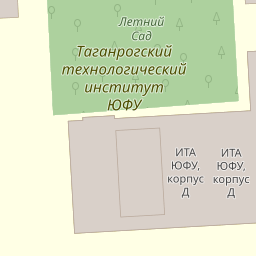 Летний
Сад
Таганрогский
технологический
институт
ЮФУ
ИТА
ЮФУ,
корпус
Д
ИТА
ЮФУ,
корпус
Д